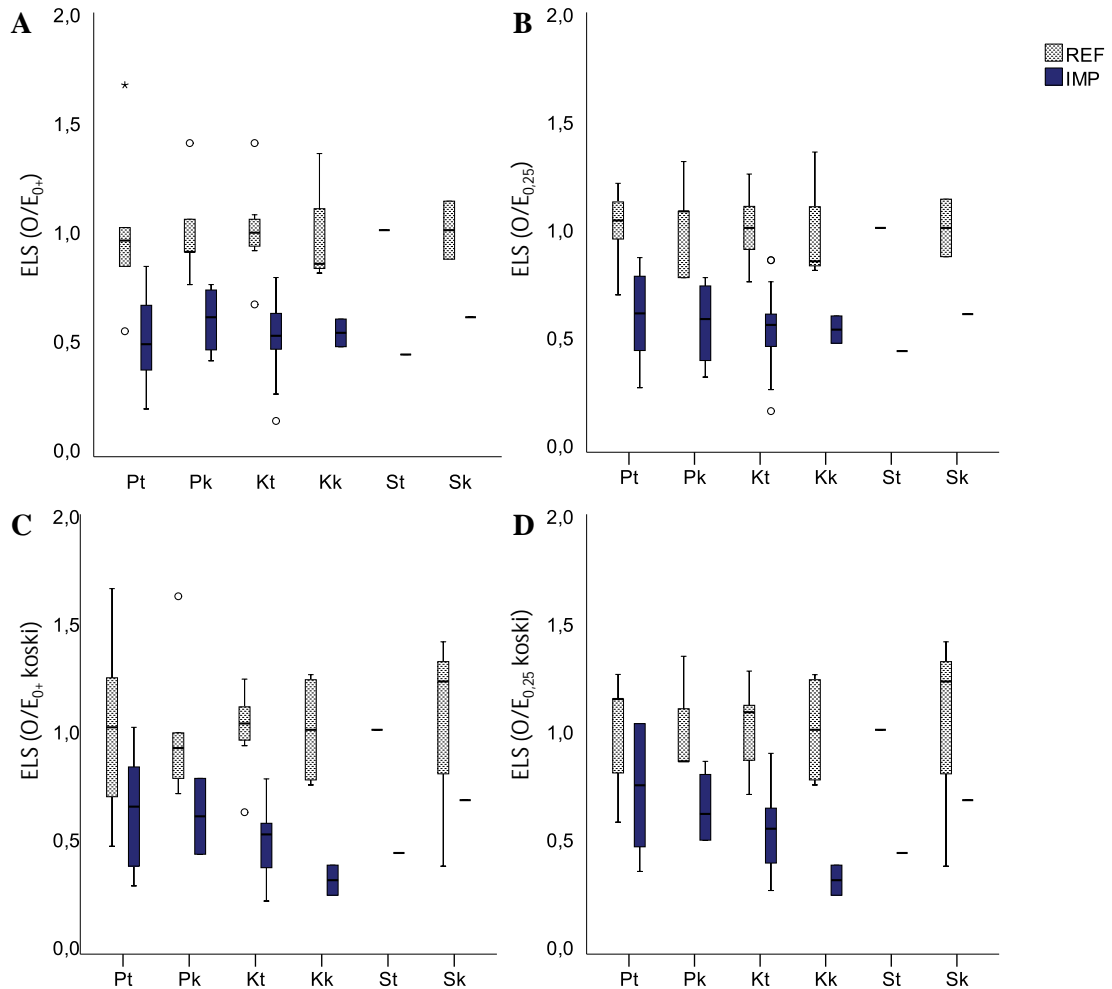 A
2,0
1,5
1,0
0,5
0,0
ELS (O/E0+)
Pt Pk Kt Kk St Sk
B
2,0
1,5
1,0
0,5
0,0
ELS (O/E0,25)
Pt Pk Kt Kk St Sk
REF
IMP
C
2,0
1,5
1,0
0,5
0,0
ELS (O/E0+ koski)
Pt Pk Kt Kk St Sk
D
2,0
1,5
1,0
0,5
0,0
ELS (O/E0,25 koski)
Pt Pk Kt Kk St Sk